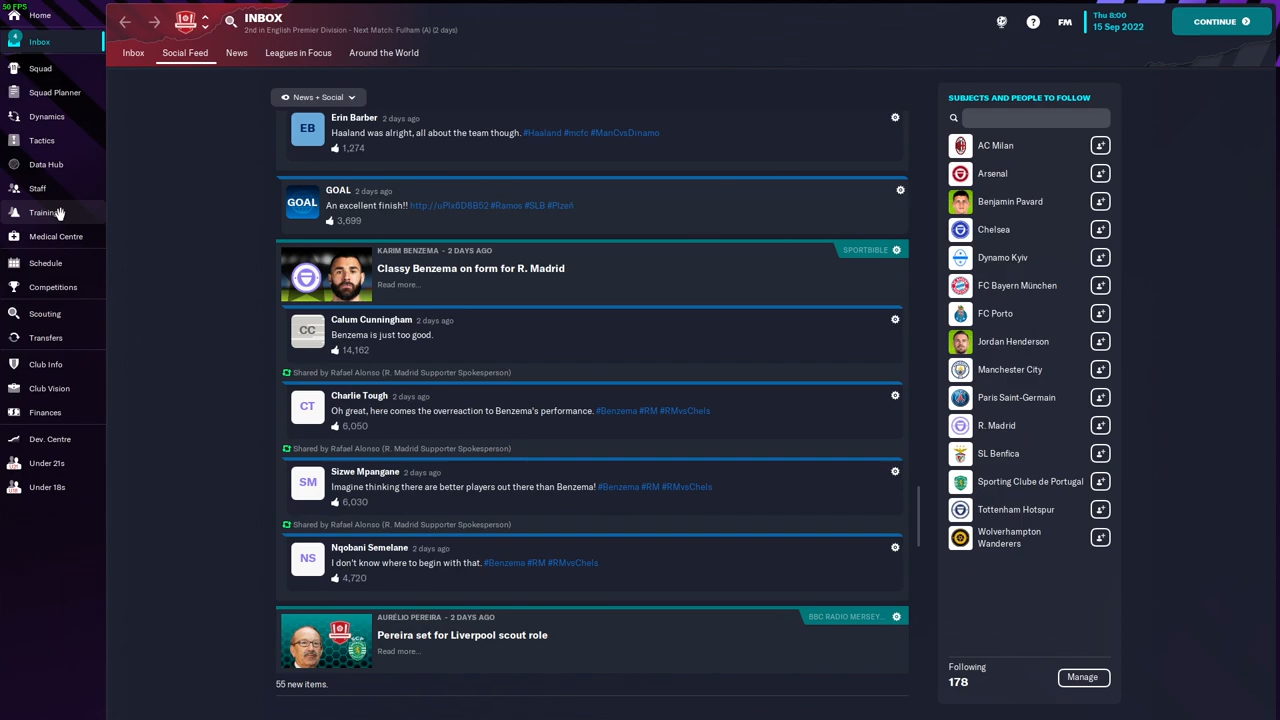 50 FPS
Home
4
Inbox
Squad
Squad Planner
Dynamics
Tactics
Data Hub
Staff
Training
Medical Centre
Schedule
Competitions
Scouting
Transfers
Club Info
Club Vision
Finances
Dev. Centre
Under 21s
Under 18s
INBOX
2nd in English Premier Division - Next Match: Fulham (A) (2 days)
FM
Thu 8:00
15 Sep 2022
CONTINUE
Inbox
Social Feed
News
Leagues in Focus
Around the World
News + Social
EB
Erin Barber 2 days ago
Haaland was alright, all about the team though. #Haaland #mcfc #ManCvsDinamo
1,274
GOAL
GOAL 2 days ago
An excellent finish!! http://uPlx6D8B52 #Ramos #SLB #Plzeň
3,699
KARIM BENZEMA - 2 DAYS AGO
SPORTBIBLE
Classy Benzema on form for R. Madrid
Read more...
CC
Calum Cunningham 2 days ago
Benzema is just too good.
14,162
Shared by Rafael Alonso (R. Madrid Supporter Spokesperson)
CT
Charlie Tough 2 days ago
Oh great, here comes the overreaction to Benzema's performance. #Benzema #RM #RMvsChels
6,050
Shared by Rafael Alonso (R. Madrid Supporter Spokesperson)
SM
Sizwe Mpangane 2 days ago
Imagine thinking there are better players out there than Benzema! #Benzema #RM #RMvsChels
6,030
Shared by Rafael Alonso (R. Madrid Supporter Spokesperson)
NS
Nqobani Semelane 2 days ago
I don't know where to begin with that. #Benzema #RM #RMvsChels
4,720
AURÉLIO PEREIRA - 2 DAYS AGO
BBC RADIO MERSEY...
Pereira set for Liverpool scout role
Read more...
55 new items.
SUBJECTS AND PEOPLE TO FOLLOW
AC Milan
Arsenal
Benjamin Pavard
Chelsea
Dynamo Kyiv
FC Bayern München
FC Porto
Jordan Henderson
Manchester City
Paris Saint-Germain
R. Madrid
SL Benfica
Sporting Clube de Portugal
Tottenham Hotspur
Wolverhampton
Wanderers
Following
178
Manage